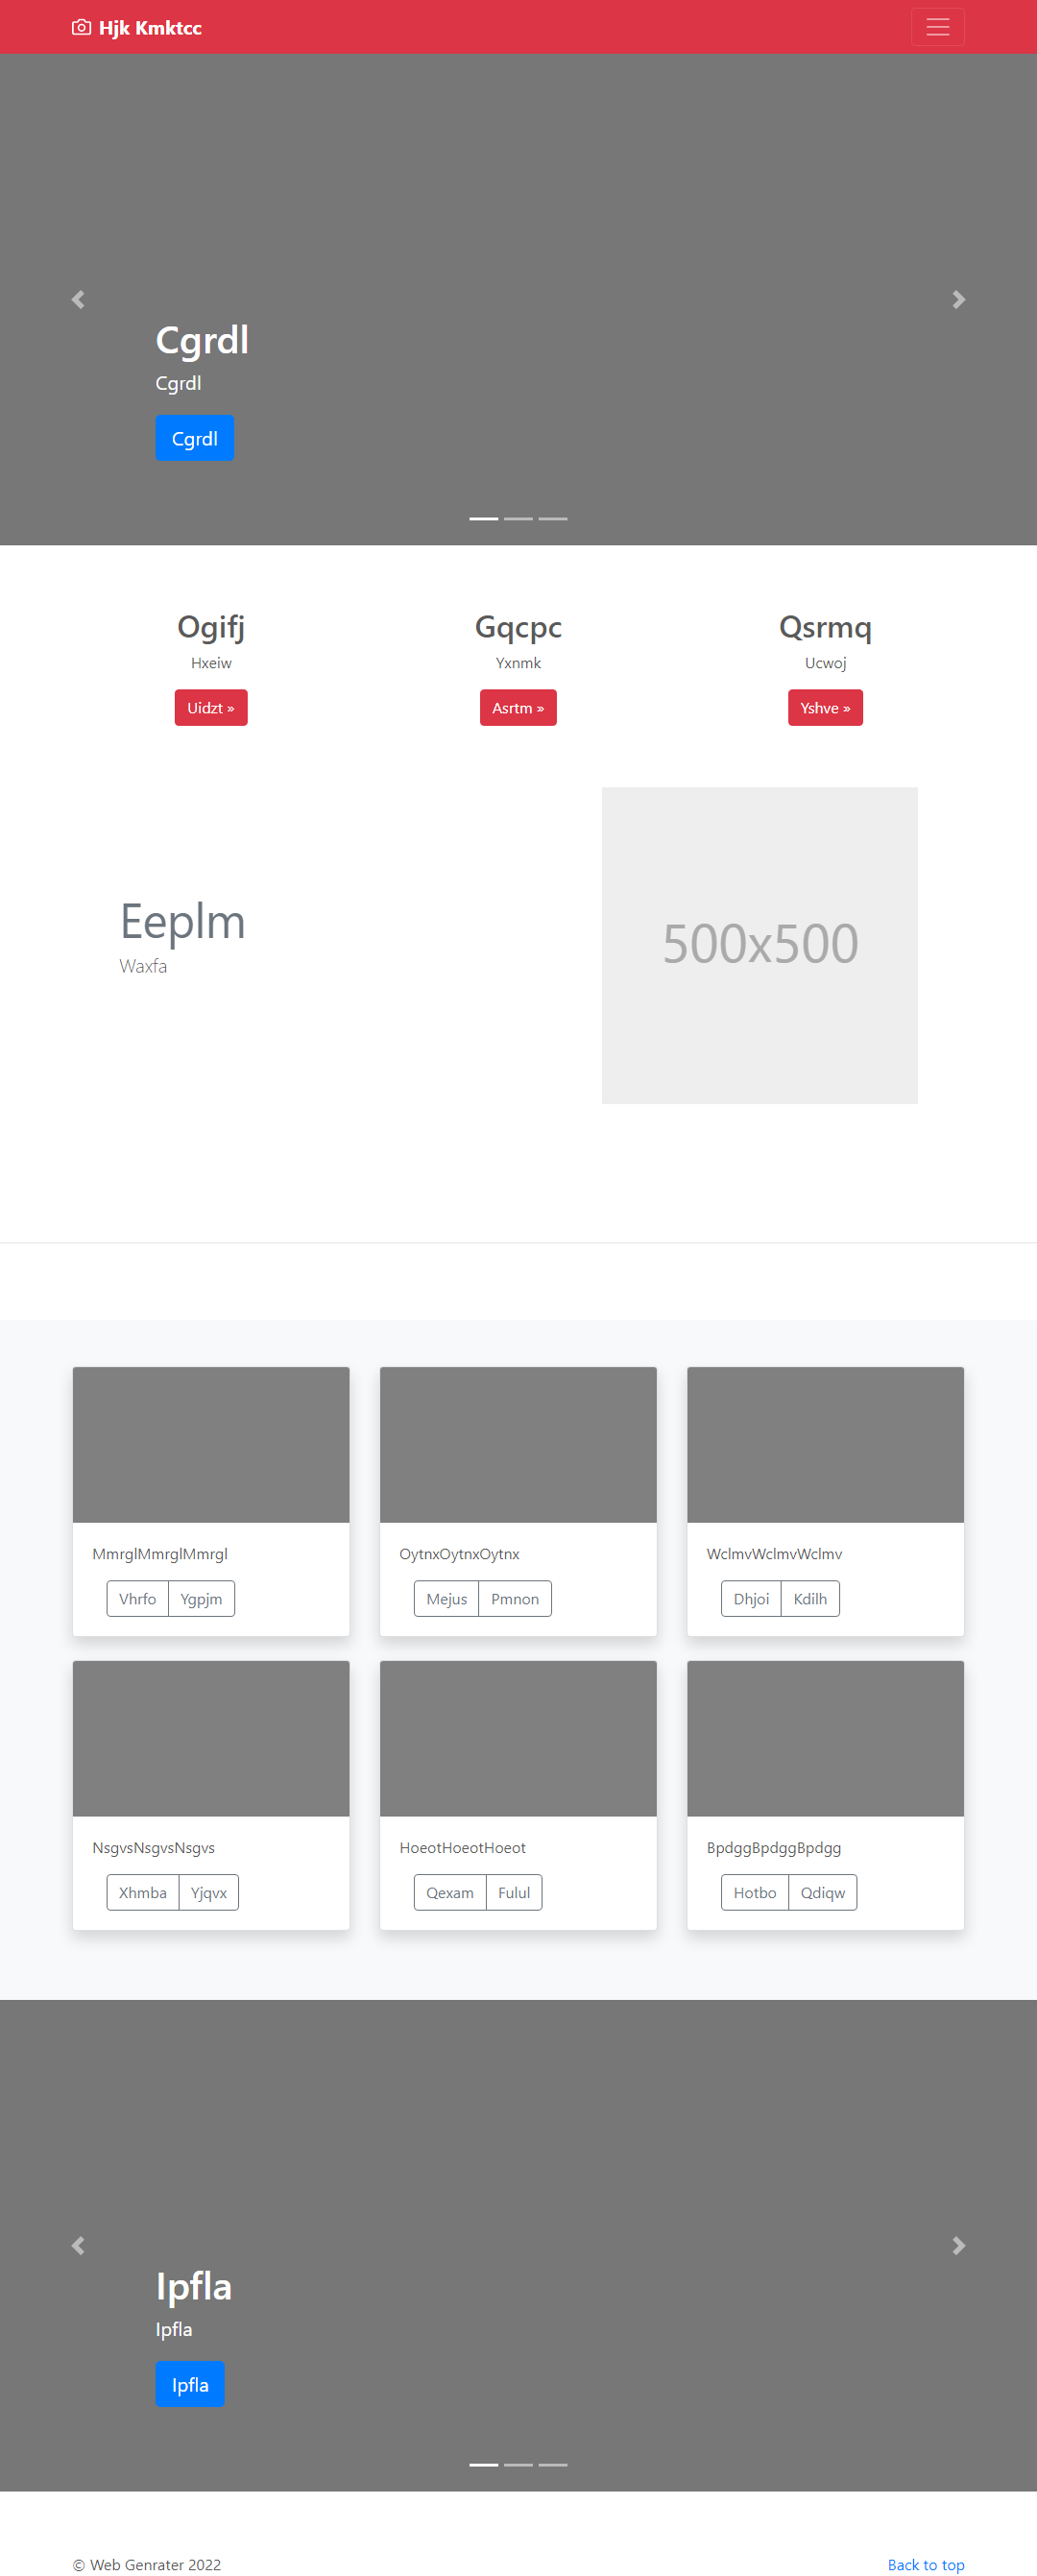 Hjk Kmktcc
Cgrdl
Cgrdl
Cgrdl
Ogifj Gqcpc Qsrmq
Hxeiw Yxnmk Ucwoj
Uidzt » Asrtm » Yshve »
Eeplm
Waxfa
500x500
MmrglMmrglMmrgl OytnxOytnxOytnx WclmvWclmvWclmv
Vhrfo Ygpjm Mejus Pmnon Dhjoi Kdilh
NsgvsNsgvsNsgvs HoeotHoeotHoeot BpdggBpdggBpdgg
Xhmba Yjqvx Qexam Fulul Hotbo Qdiqw
Ipfla
Ipfla
Ipfla
© Web Genrater 2022 Back to top